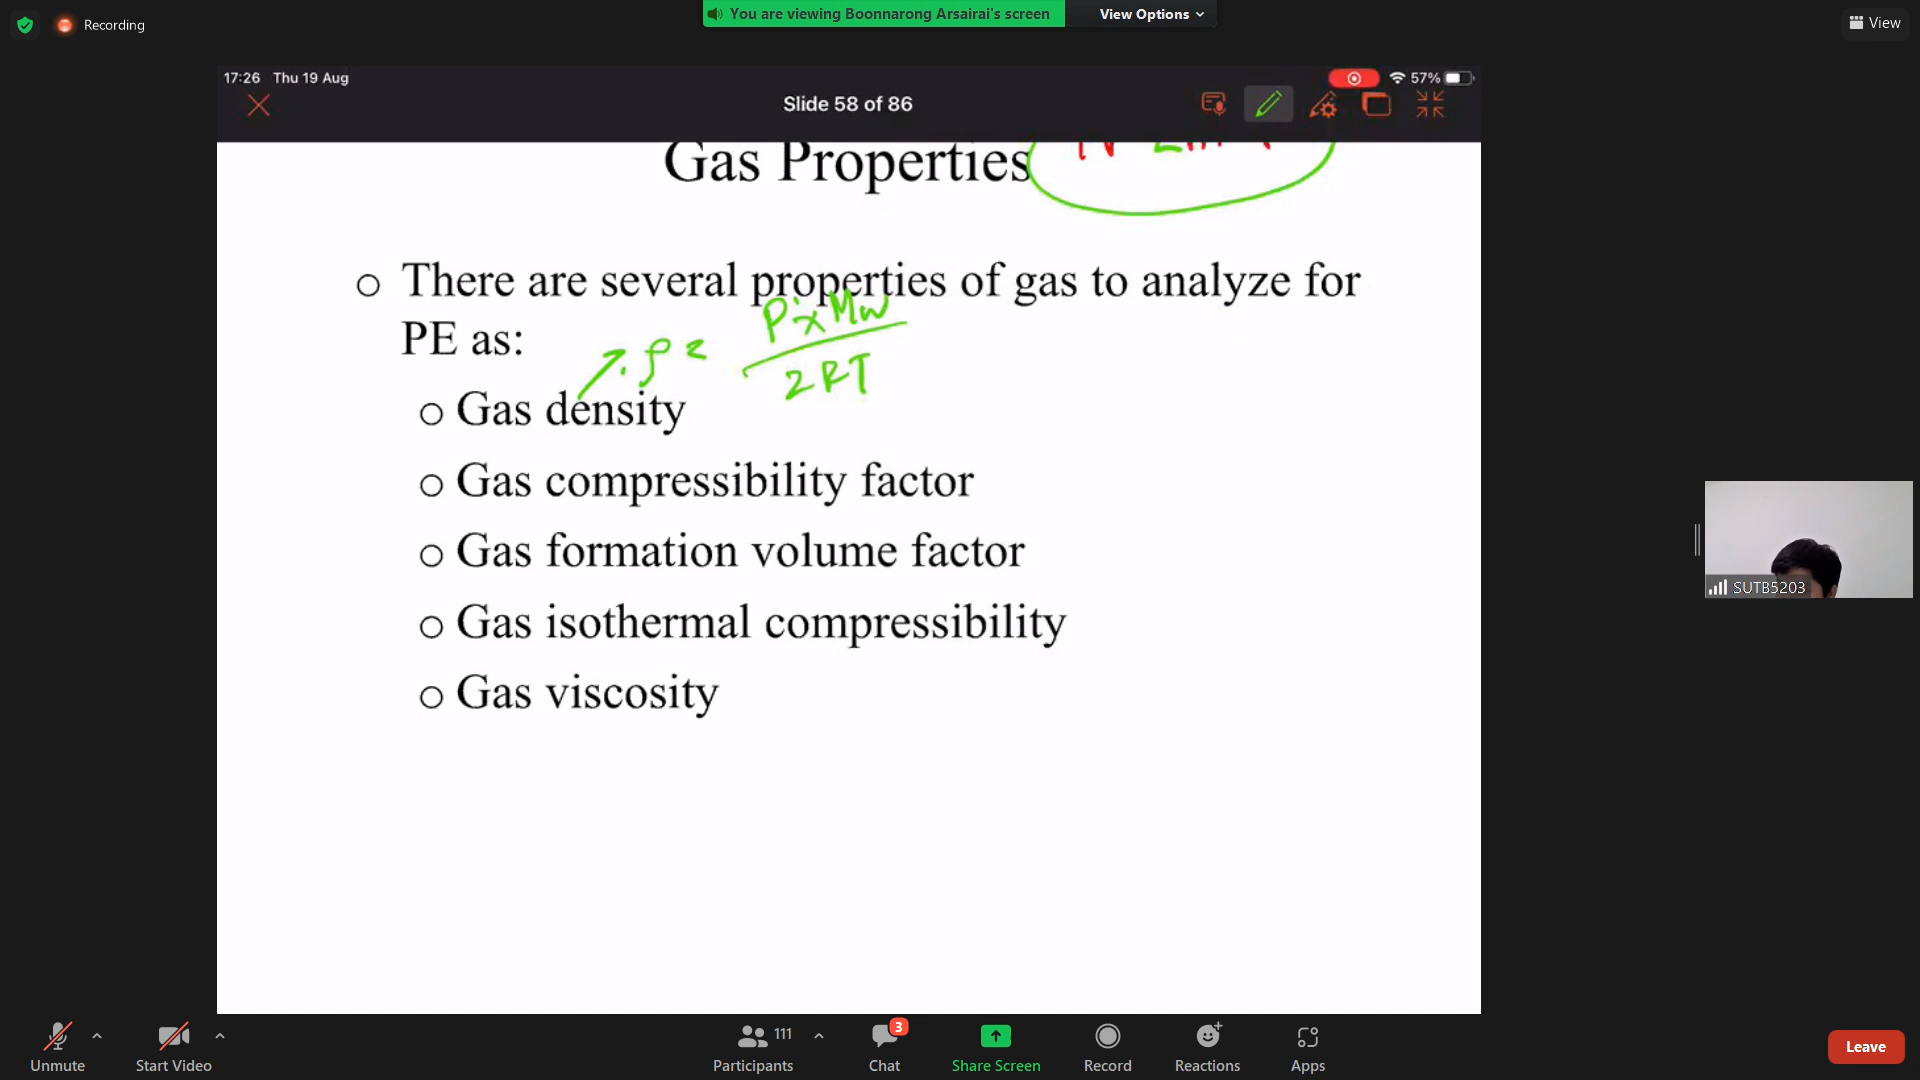 Recording
You are viewing Boonnarong Arsairai's screen
View Options
View
17:26 Thu 19 Aug
57%
Slide 58 of 86
Gas Properties
There are several properties of gas to analyze for
PE as:
ρ = P x Mw
ZRT
Gas density
Gas compressibility factor
Gas formation volume factor
Gas isothermal compressibility
Gas viscosity
SUTB5203
Unmute
Start Video
111
Participants
3
Chat
Share Screen
Record
Reactions
Apps
Leave